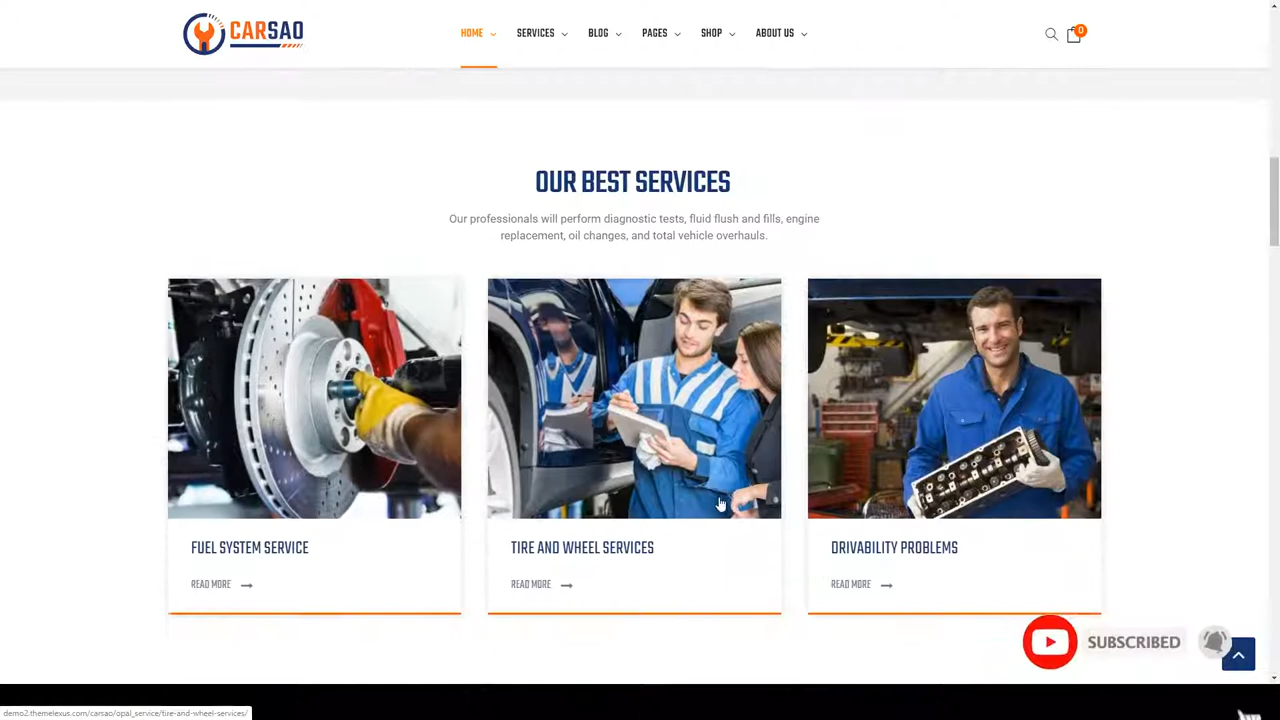 CARSAO
HOME
SERVICES
BLOG
PAGES
SHOP
ABOUT US
0
OUR BEST SERVICES
Our professionals will perform diagnostic tests, fluid flush and fills, engine
replacement, oil changes, and total vehicle overhauls.
FUEL SYSTEM SERVICE
TIRE AND WHEEL SERVICES
DRIVABILITY PROBLEMS
READ MORE
READ MORE
READ MORE
SUBSCRIBED
demo2.themelexus.com/carsao/opal_service/tire-and-wheel-services/